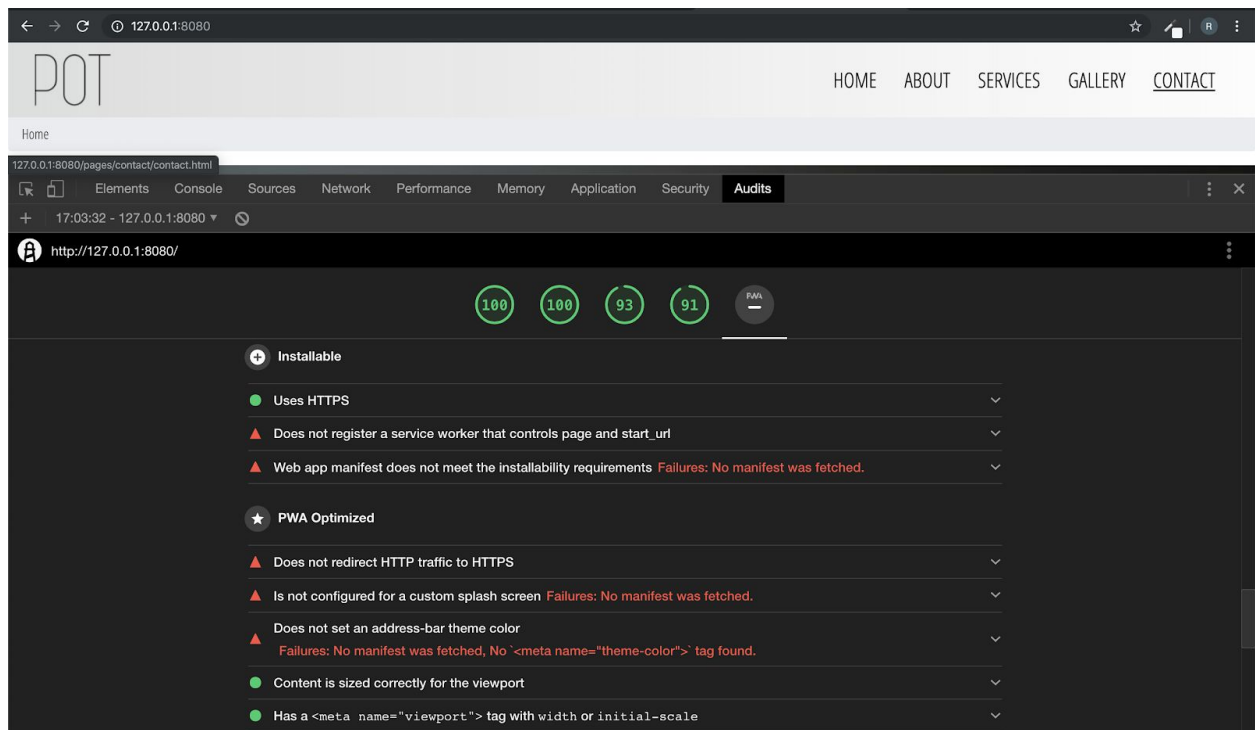 127.0.0.1:8080
R
POT
HOME ABOUT SERVICES GALLERY CONTACT
Home
127.0.0.1:8080/pages/contact/contact.html
Elements Console Sources Network Performance Memory Application Security Audits
17:03:32 - 127.0.0.1:8080
http://127.0.0.1:8080/
100 100 93 91 PWA
Installable
Uses HTTPS
Does not register a service worker that controls page and start_url
Web app manifest does not meet the installability requirements Failures: No manifest was fetched.
PWA Optimized
Does not redirect HTTP traffic to HTTPS
Is not configured for a custom splash screen Failures: No manifest was fetched.
Does not set an address-bar theme color
Failures: No manifest was fetched, No `<meta name="theme-color">` tag found.
Content is sized correctly for the viewport
Has a <meta name="viewport"> tag with width or initial-scale